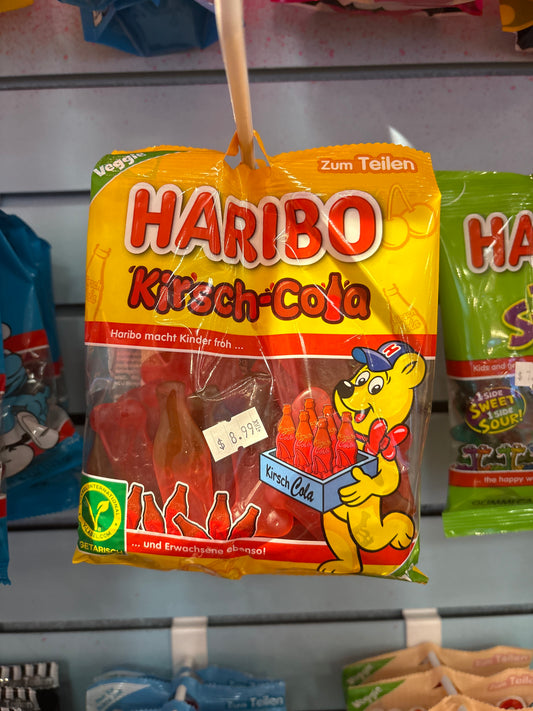 Veggie
Zum Teilen
HARIBO
Kirsch-Cola
Haribo macht Kinder froh ...
$ 8.99
Kirsch Cola
... und Erwachsene ebenso!
HA
Kids and
1 SIDE
SWEET
1 SIDE
SOUR!
... the happy w
Zum Teilen
Veggie
Zum Teilen